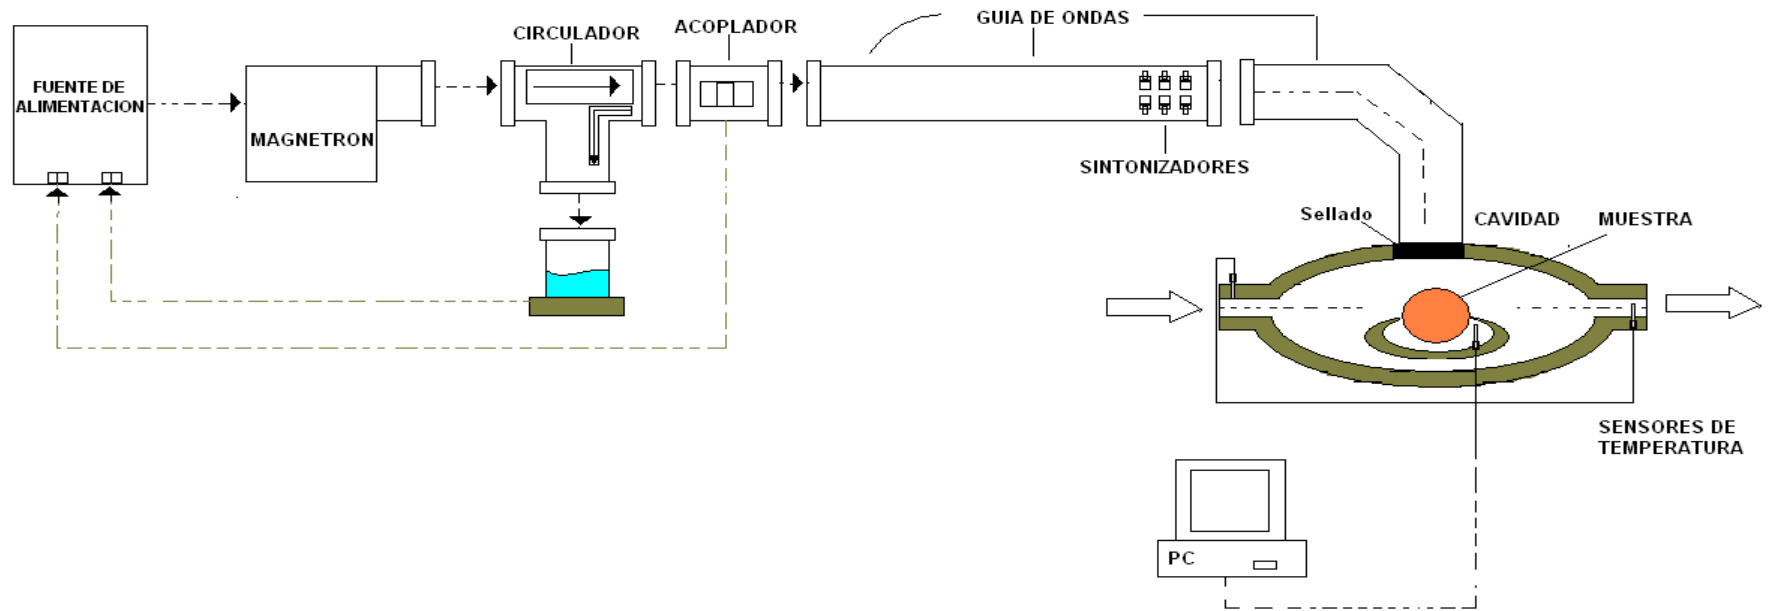 GUIA DE ONDAS
CIRCULADOR
ACOPLADOR
FUENTE DE
ALIMENTACION
MAGNETRON
SINTONIZADORES
Sellado
CAVIDAD
MUESTRA
SENSORES DE
TEMPERATURA
PC